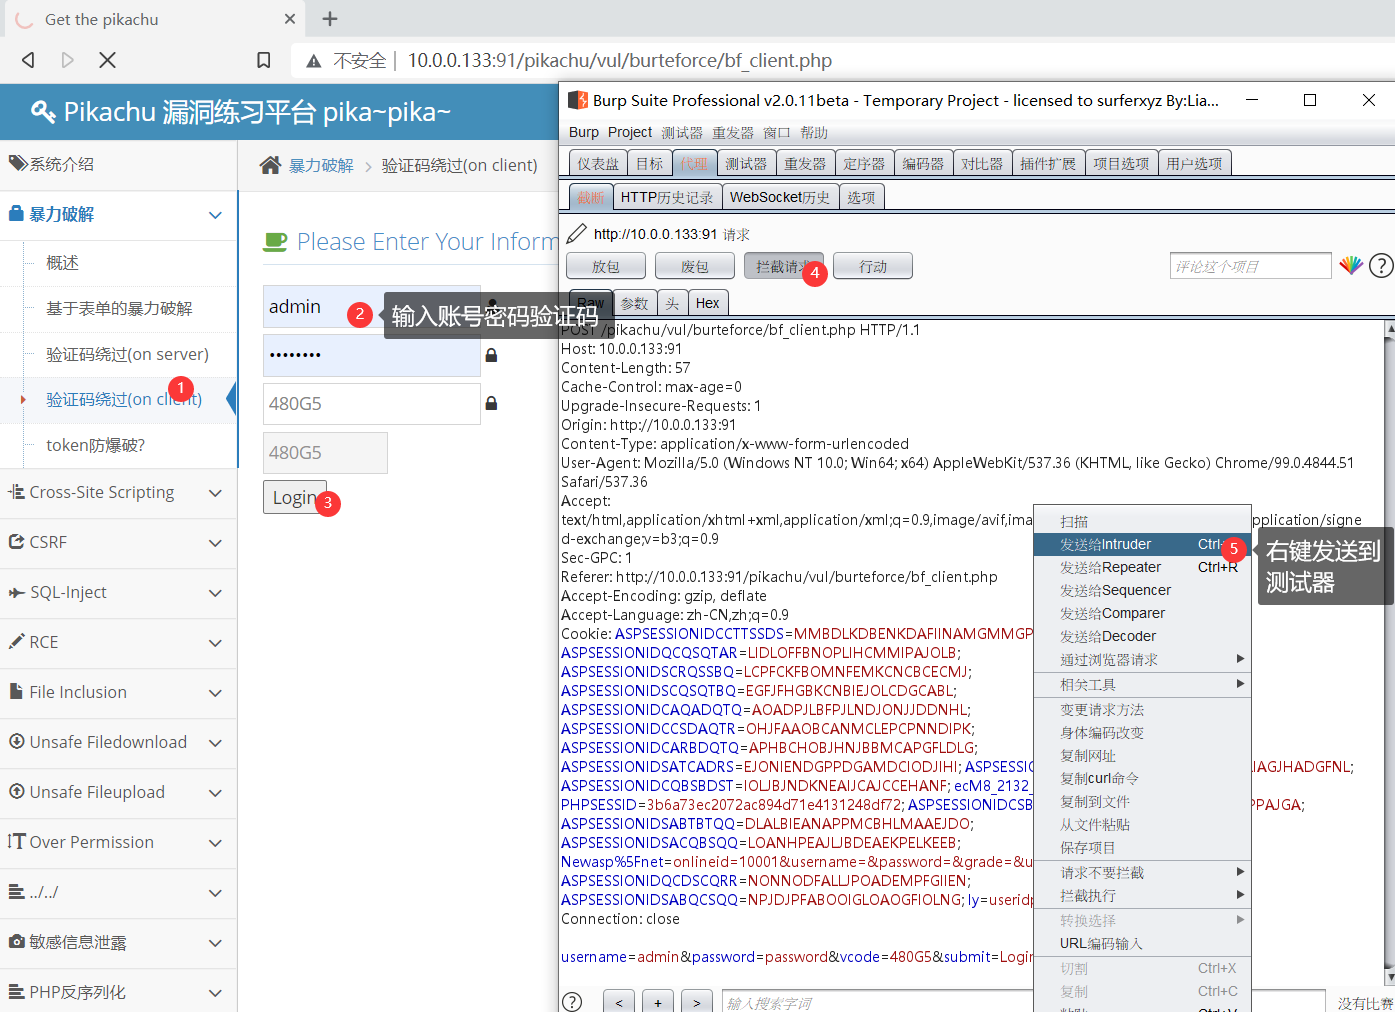 Get the pikachu
不安全 10.0.0.133:91/pikachu/vul/burteforce/bf_client.php
Pikachu 漏洞练习平台 pika~pika~
系统介绍
暴力破解
概述
基于表单的暴力破解
验证码绕过(on server)
验证码绕过(on client)
1
token防爆破?
Cross-Site Scripting
CSRF
SQL-Inject
RCE
File Inclusion
Unsafe Filedownload
Unsafe Fileupload
Over Permission
../../
敏感信息泄露
PHP反序列化
暴力破解 > 验证码绕过(on client)
Please Enter Your Inform
admin
2
输入账号密码验证码
480G5
480G5
Login
3
Burp Suite Professional v2.0.11beta - Temporary Project - licensed to surferxyz By:Lia...
Burp Project 测试器 重发器 窗口 帮助
仪表盘 目标 代理 测试器 重发器 定序器 编码器 对比器 插件扩展 项目选项 用户选项
截断 HTTP历史记录 WebSocket历史 选项
http://10.0.0.133:91 请求
放包 废包 拦截请求 行动
4
评论这个项目
?
Raw 参数 头 Hex
POST /pikachu/vul/burteforce/bf_client.php HTTP/1.1
Host: 10.0.0.133:91
Content-Length: 57
Cache-Control: max-age=0
Upgrade-Insecure-Requests: 1
Origin: http://10.0.0.133:91
Content-Type: application/x-www-form-urlencoded
User-Agent: Mozilla/5.0 (Windows NT 10.0; Win64; x64) AppleWebKit/537.36 (KHTML, like Gecko) Chrome/99.0.4844.51
Safari/537.36
Accept:
text/html,application/xhtml+xml,application/xml;q=0.9,image/avif,ima pplication/signe
d-exchange;v=b3;q=0.9
Sec-GPC: 1
Referer: http://10.0.0.133:91/pikachu/vul/burteforce/bf_client.php
Accept-Encoding: gzip, deflate
Accept-Language: zh-CN,zh;q=0.9
Cookie: ASPSESSIONIDCCTTSSDS=MMBDLKDBENKDAFIINAMGMMGP
ASPSESSIONIDQCQSQTAR=LIDLOFFBNOPLIHCMMIPAJOLB;
ASPSESSIONIDSCRQSSBQ=LCPFCKFBOMNFEMKCNCBCECMJ;
ASPSESSIONIDSCQSQTBQ=EGFJFHGBKCNBIEJOLCDGCABL;
ASPSESSIONIDCAQADQTQ=AOADPJLBFPJLNDJONJJDDNHL;
ASPSESSIONIDCCSDAQTR=OHJFAAOBCANMCLEPCPNNDIPK;
ASPSESSIONIDCARBDQTQ=APHBCHOBJHNJBBMCAPGFLDLG;
ASPSESSIONIDSATCADRS=EJONIENDGPPDGAMDCIODJIHI; ASPSESSIO IAGJHADGFNL;
ASPSESSIONIDCQBSBDST=IOLJBJNDKNEAIJCAJCCEHANF; ecM8_2132_
PHPSESSID=3b6a73ec2072ac894d71e4131248df72; ASPSESSIONIDCSB PPAJGA;
ASPSESSIONIDSABTBTQQ=DLALBIEANAPPMCBHLMAAEJDO;
ASPSESSIONIDSACQBSQQ=LOANHPEAJLJBDEAEKPELKEEB;
Newasp%5Fnet=onlineid=10001&username=&password=&grade=&u
ASPSESSIONIDQCDSCQRR=NONNODFALLJPOADEMPFGIIEN;
ASPSESSIONIDSABQCSQQ=NPJDJPFABOOIGLOAOGFIOLNG; ly=useridp
Connection: close
username=admin&password=password&vcode=480G5&submit=Login
扫描
发送给Intruder Ctrl
5
右键发送到
测试器
发送给Repeater Ctrl+R
发送给Sequencer
发送给Comparer
发送给Decoder
通过浏览器请求
相关工具
变更请求方法
身体编码改变
复制网址
复制curl命令
复制到文件
从文件粘贴
保存项目
请求不要拦截
拦截执行
转换选择
URL编码输入
切割 Ctrl+X
复制 Ctrl+C
? < + > 输入搜索字词 没有比赛